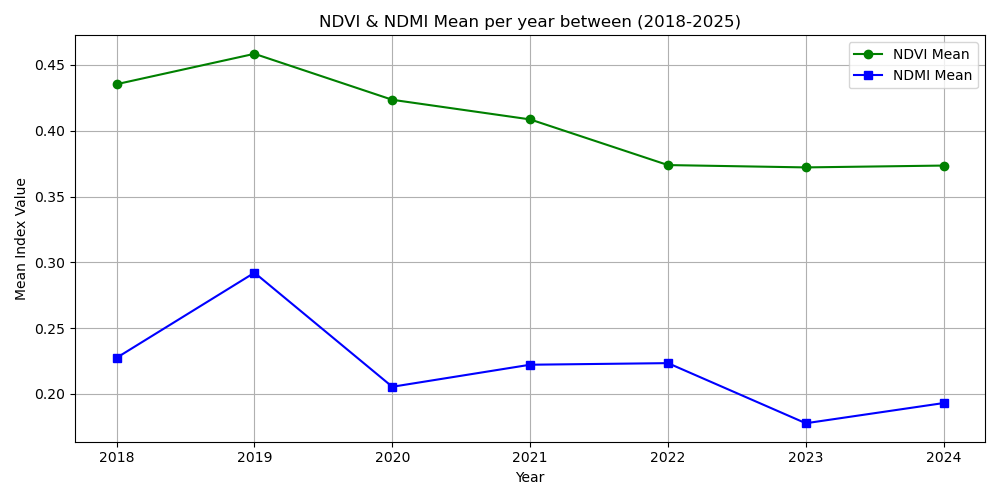 NDVI & NDMI Mean per year between (2018-2025)
NDVI Mean
NDMI Mean
Mean Index Value
0.45
0.40
0.35
0.30
0.25
0.20
2018 2019 2020 2021 2022 2023 2024
Year